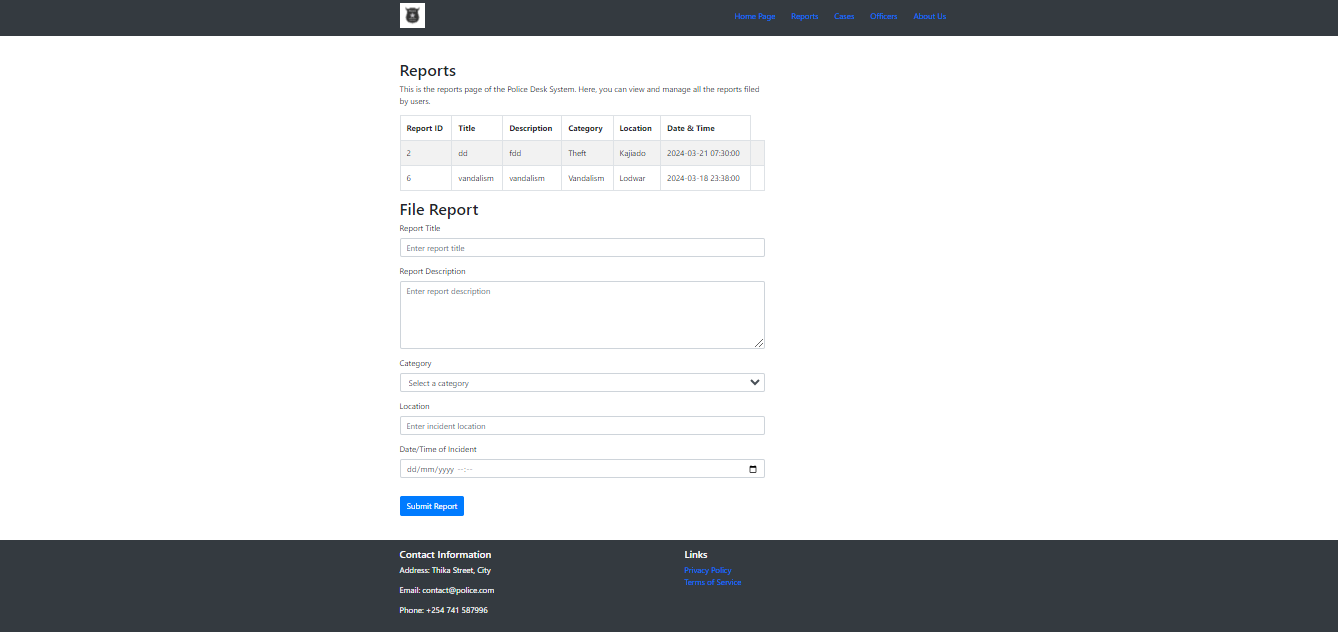 Home Page Reports Cases Officers About Us
Reports
This is the reports page of the Police Desk System. Here, you can view and manage all the reports filed
by users.
Report ID Title Description Category Location Date & Time
2 dd fdd Theft Kajiado 2024-03-21 07:30:00
6 vandalism vandalism Vandalism Lodwar 2024-03-18 23:38:00
File Report
Report Title
Enter report title
Report Description
Enter report description
Category
Select a category
Location
Enter incident location
Date/Time of Incident
dd/mm/yyyy --:--
Submit Report
Contact Information
Address: Thika Street, City
Email: contact@police.com
Phone: +254 741 587996
Links
Privacy Policy
Terms of Service